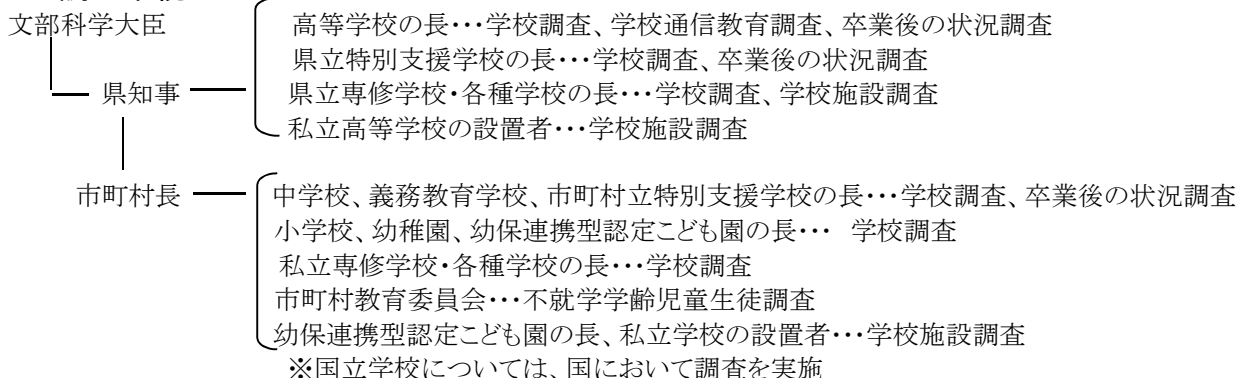 文部科学大臣
高等学校の長・・・学校調査、学校通信教育調査、卒業後の状況調査
県立特別支援学校の長・・・学校調査、卒業後の状況調査
県知事
県立専修学校・各種学校の長・・・学校調査、学校施設調査
私立高等学校の設置者・・・学校施設調査
市町村長
中学校、義務教育学校、市町村立特別支援学校の長・・・学校調査、卒業後の状況調査
小学校、幼稚園、幼保連携型認定こども園の長・・・ 学校調査
私立専修学校・各種学校の長・・・学校調査
市町村教育委員会・・・不就学学齢児童生徒調査
幼保連携型認定こども園の長、私立学校の設置者・・・学校施設調査
※国立学校については、国において調査を実施